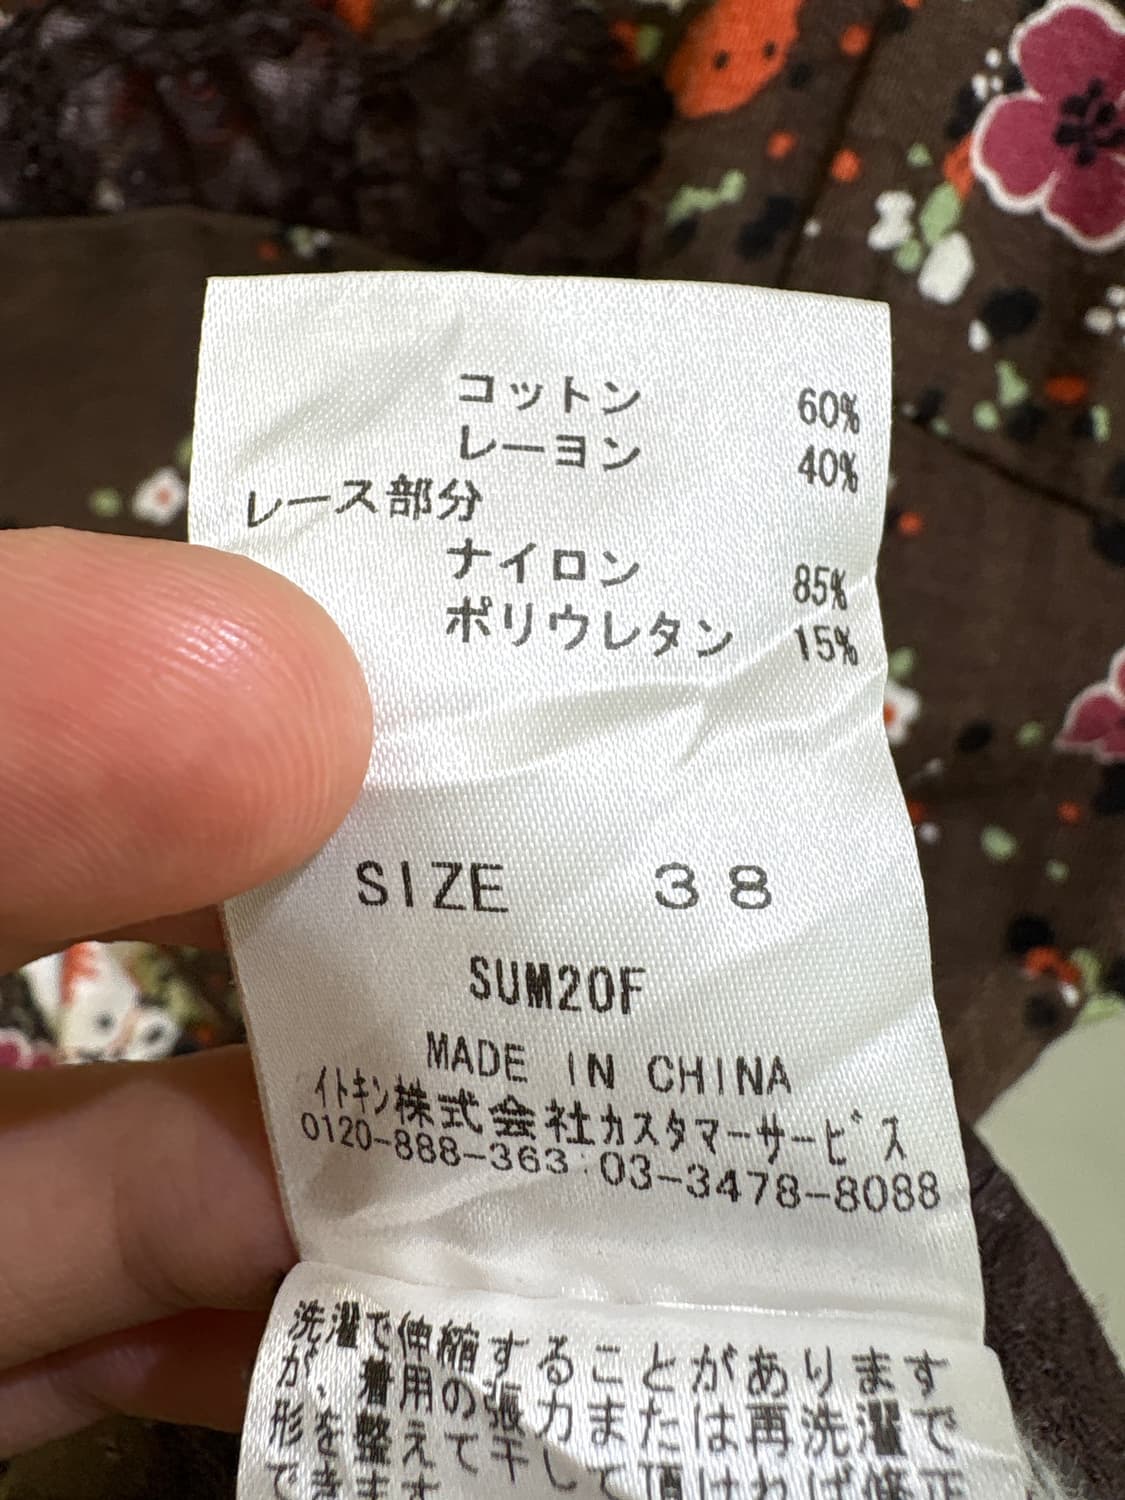 コットン 60%
レーヨン 40%
レース部分
ナイロン 85%
ポリウレタン 15%
SIZE 38
SUM20F
MADE IN CHINA
ｲﾄｷﾝ株式会社カスタマーサービス
0120-888-363:03-3478-8088
洗濯で伸縮することがあります
が、着用の張力または再洗濯で
形を整えて干して頂ければ修正
できます